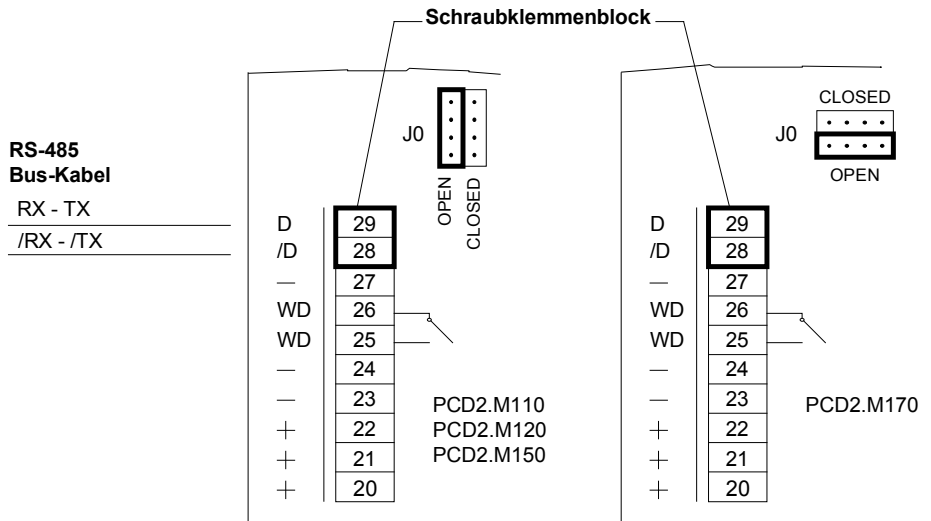 Schraubklemmenblock
RS-485
Bus-Kabel
RX - TX
/RX - /TX
J0
OPEN
CLOSED
D 29
/D 28
— 27
WD 26
WD 25
— 24
— 23
+ 22
+ 21
+ 20
PCD2.M110
PCD2.M120
PCD2.M150
CLOSED
J0
OPEN
D 29
/D 28
— 27
WD 26
WD 25
— 24
— 23
+ 22
+ 21
+ 20
PCD2.M170